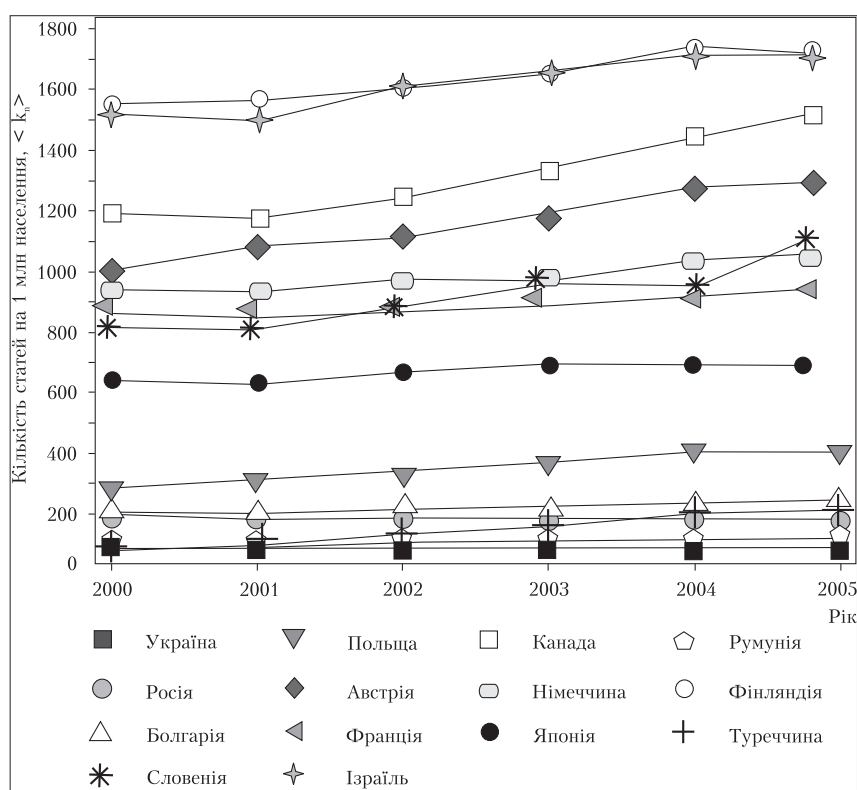 Кількість статей на 1 млн населення, < kₙ >
1800
1600
1400
1200
1000
800
600
400
200
0
2000 2001 2002 2003 2004 2005
Рік
Україна Польща Канада Румунія
Росія Австрія Німеччина Фінляндія
Болгарія Франція Японія Туреччина
Словенія Ізраїль